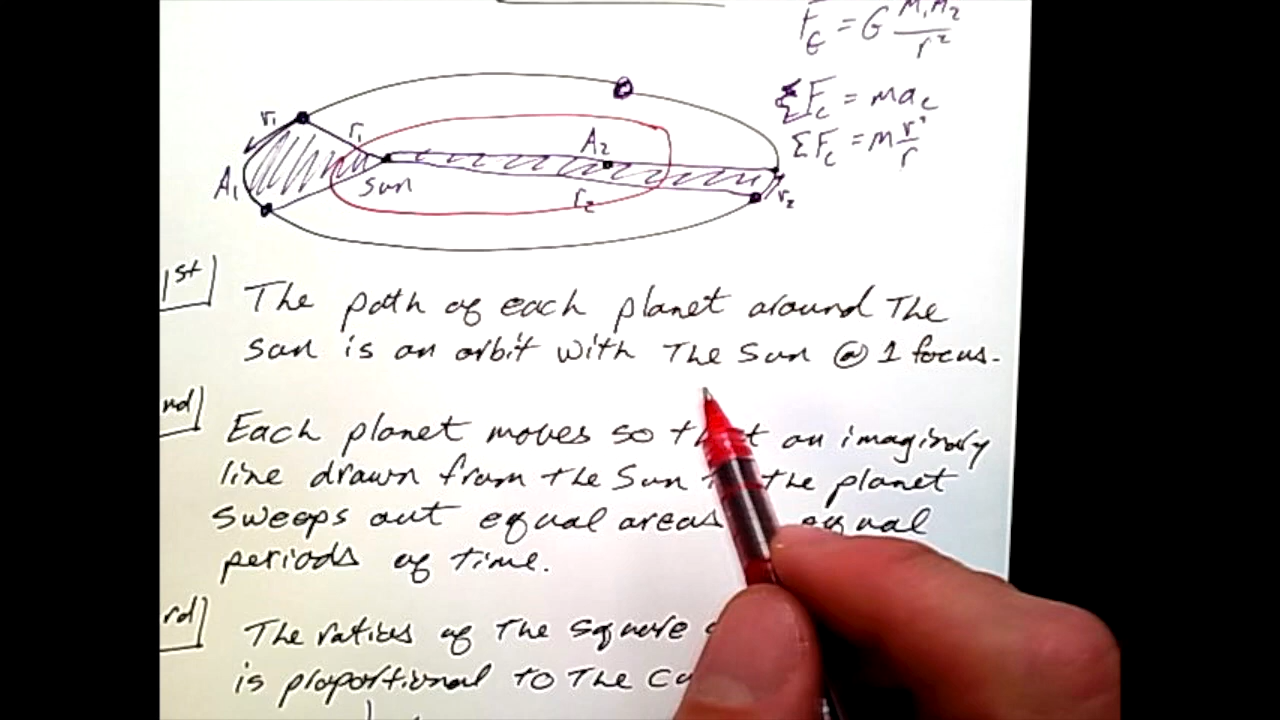 F_G = G M₁M₂/r²
ΣF_c = ma_c
ΣF_c = m v²/r
v₁
r₁
A₁
Sun
A₂
r₂
v₂
1st
The path of each planet around The
sun is an orbit with The Sun @ 1 focus.
nd
Each planet moves so that an imaginary
line drawn from the Sun the planet
sweeps out equal areas equal
periods of time.
rd
The ratios of The square
is proportional TO The Cu